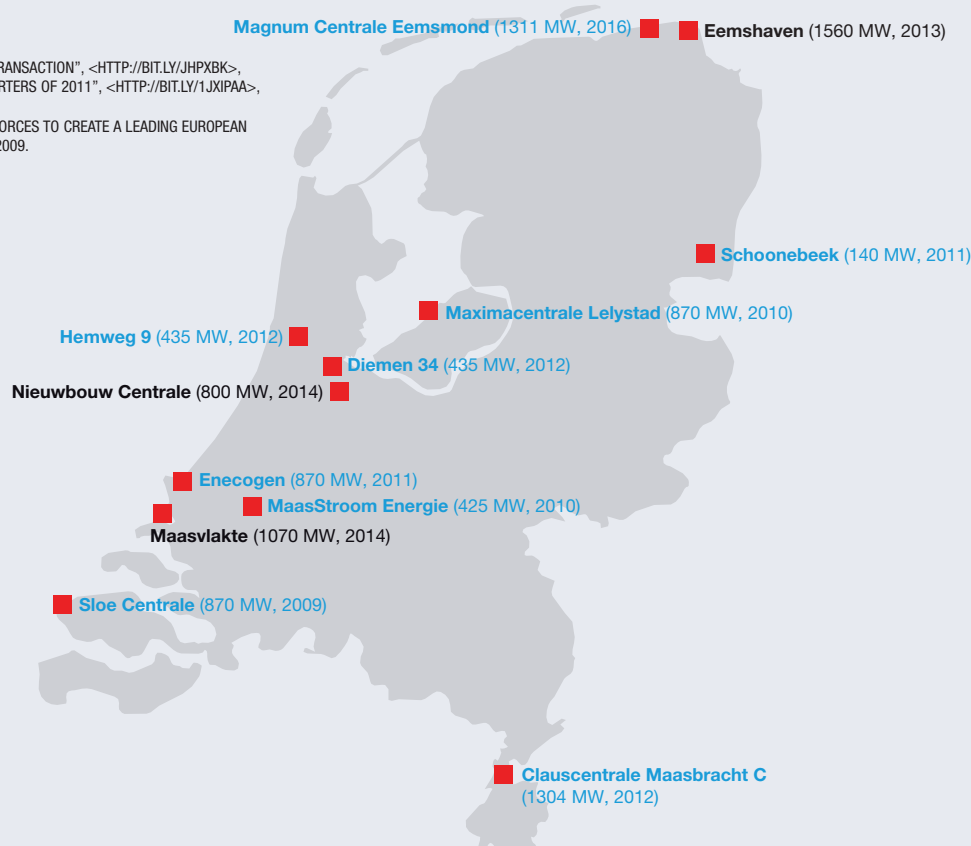 Magnum Centrale Eemsmond (1311 MW, 2016)
Eemshaven (1560 MW, 2013)
RANSACTION", <HTTP://BIT.LY/JHPXBK>,
RTERS OF 2011", <HTTP://BIT.LY/1JXIPAA>,
ORCES TO CREATE A LEADING EUROPEAN
2009.
Schoonebeek (140 MW, 2011)
Maximacentrale Lelystad (870 MW, 2010)
Hemweg 9 (435 MW, 2012)
Diemen 34 (435 MW, 2012)
Nieuwbouw Centrale (800 MW, 2014)
Enecogen (870 MW, 2011)
MaasStroom Energie (425 MW, 2010)
Maasvlakte (1070 MW, 2014)
Sloe Centrale (870 MW, 2009)
Clauscentrale Maasbracht C
(1304 MW, 2012)